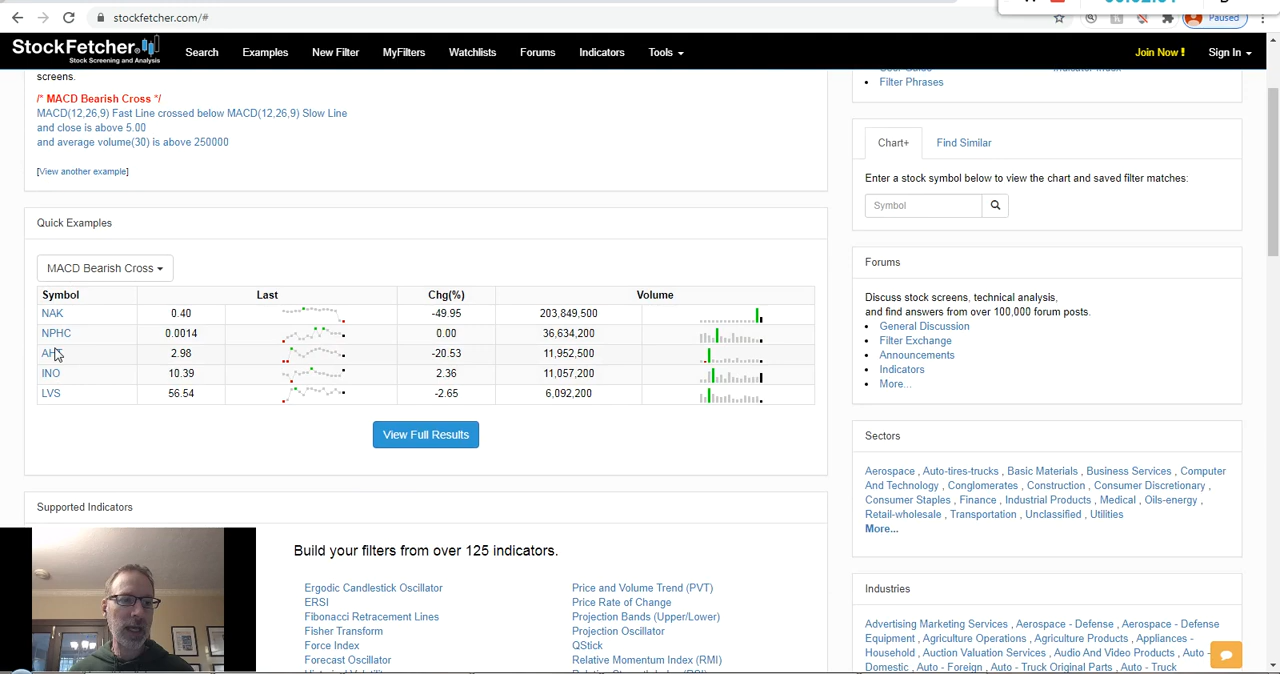 stockfetcher.com/#
Paused
StockFetcher
Stock Screening and Analysis
Search Examples New Filter MyFilters Watchlists Forums Indicators Tools Join Now ! Sign In
screens.
/* MACD Bearish Cross */
MACD(12,26,9) Fast Line crossed below MACD(12,26,9) Slow Line
and close is above 5.00
and average volume(30) is above 250000
[View another example]
Quick Examples
MACD Bearish Cross
Symbol Last Chg(%) Volume
NAK 0.40 -49.95 203,849,500
NPHC 0.0014 0.00 36,634,200
2.98 -20.53 11,952,500
INO 10.39 2.36 11,057,200
LVS 56.54 -2.65 6,092,200
View Full Results
Supported Indicators
Build your filters from over 125 indicators.
Ergodic Candlestick Oscillator
ERSI
Fibonacci Retracement Lines
Fisher Transform
Force Index
Forecast Oscillator
Price and Volume Trend (PVT)
Price Rate of Change
Projection Bands (Upper/Lower)
Projection Oscillator
QStick
Relative Momentum Index (RMI)
Filter Phrases
Chart+ Find Similar
Enter a stock symbol below to view the chart and saved filter matches:
Symbol
Forums
Discuss stock screens, technical analysis,
and find answers from over 100,000 forum posts.
General Discussion
Filter Exchange
Announcements
Indicators
More...
Sectors
Aerospace , Auto-tires-trucks , Basic Materials , Business Services , Computer
And Technology , Conglomerates , Construction , Consumer Discretionary ,
Consumer Staples , Finance , Industrial Products , Medical , Oils-energy ,
Retail-wholesale , Transportation , Unclassified , Utilities
More...
Industries
Advertising Marketing Services , Aerospace - Defense , Aerospace - Defense
Equipment , Agriculture Operations , Agriculture Products , Appliances -
Household , Auction Valuation Services , Audio And Video Products , Auto -
Domestic , Auto - Foreign , Auto - Truck Original Parts , Auto - Truck